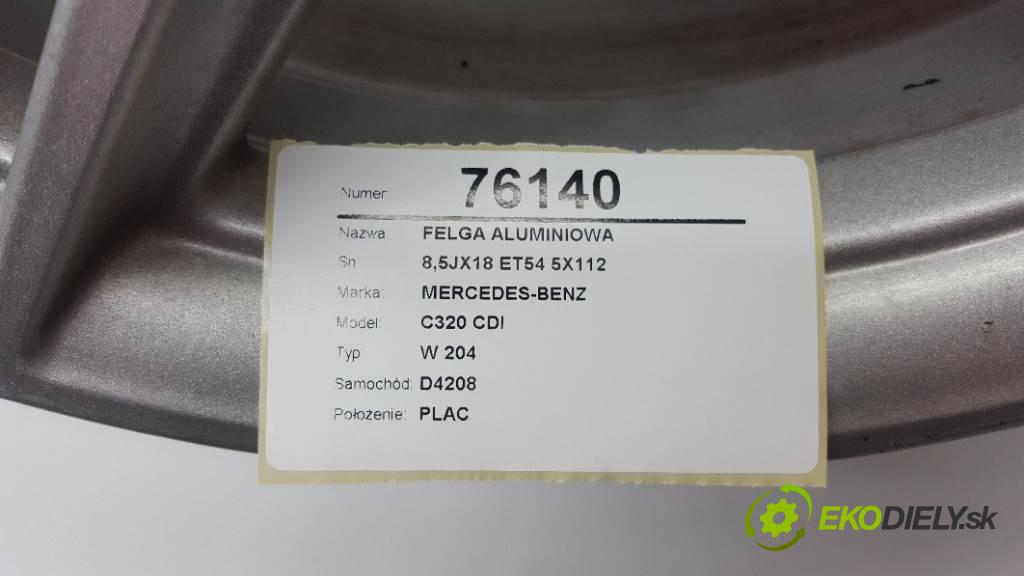 Numer: 76140
Nazwa: FELGA ALUMINIOWA
Sn 8,5JX18 ET54 5X112
Marka: MERCEDES-BENZ
Model: C320 CDI
Typ: W 204
Samochód: D4208
Położenie: PLAC
EKODIELY.sk